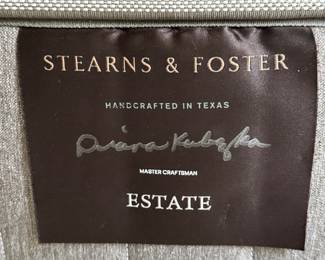 STEARNS & FOSTER
HANDCRAFTED IN TEXAS
MASTER CRAFTSMAN
ESTATE